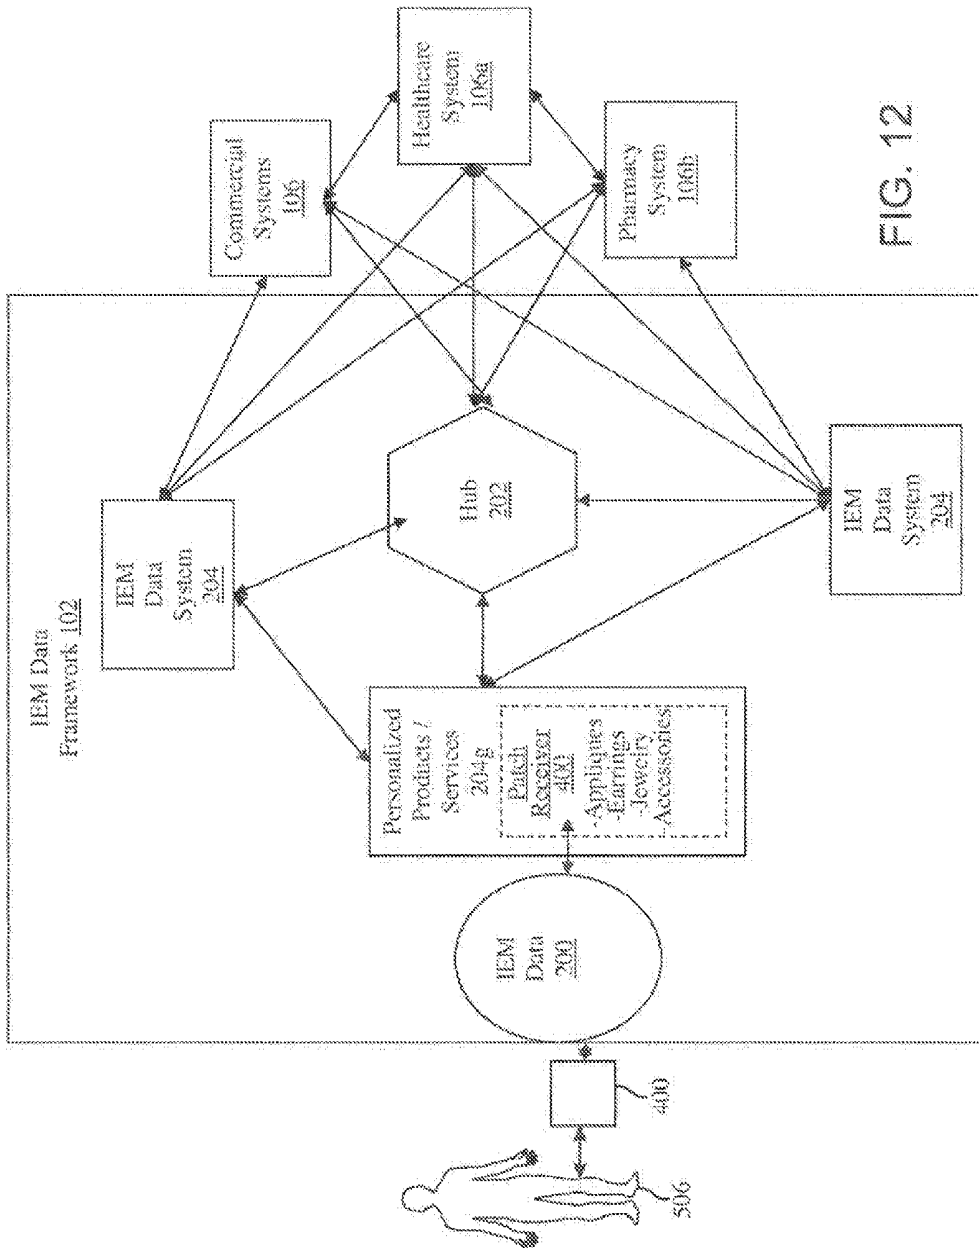 IEM Data
Framework 102
IEM
Data
System
204
Commercial
Systems
106
Healthcare
System
106a
Pharmacy
System
106b
Hub
202
IEM
Data
System
204
Personalized
Products /
Services
204g
Patch
Receiver
400
-Appliques
-Earrings
-Jewelry
-Accessories
IEM
Data
200
400
506
FIG. 12